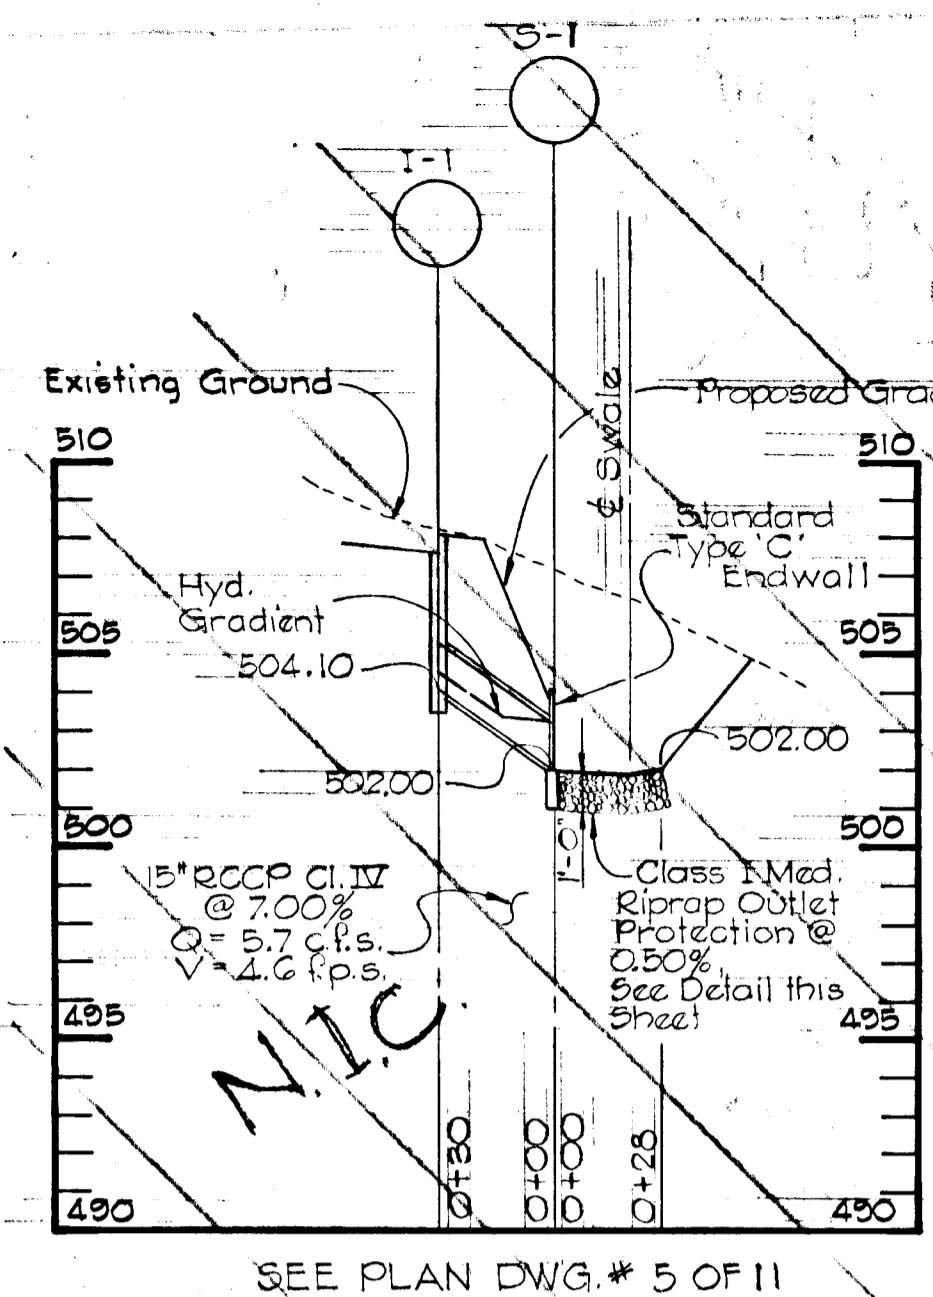 S-1
I-1
Existing Ground
Proposed Grad
510
510
℄ Swale
Standard
Type 'C'
Endwall
Hyd.
Gradient
505
505
504.10
502.00
502.00
500
500
1'-0"
15" RCCP Cl. IV
@ 7.00%
Q = 5.7 c.f.s.
V = 4.6 f.p.s.
Class I Med.
Riprap Outlet
Protection @
0.50%,
See Detail this
Sheet
495
495
N.I.C.
0+30
0+00
0+00
0+28
490
490
SEE PLAN DWG. # 5 OF 11